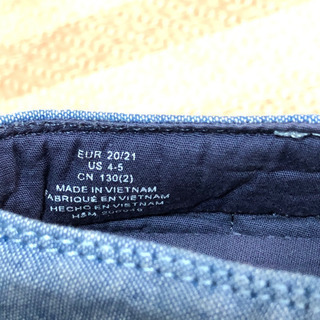 EUR 20/21
US 4-5
CN 130(2)
MADE IN VIETNAM
FABRIQUÉ EN VIETNAM
HECHO EN VIETNAM
H&M